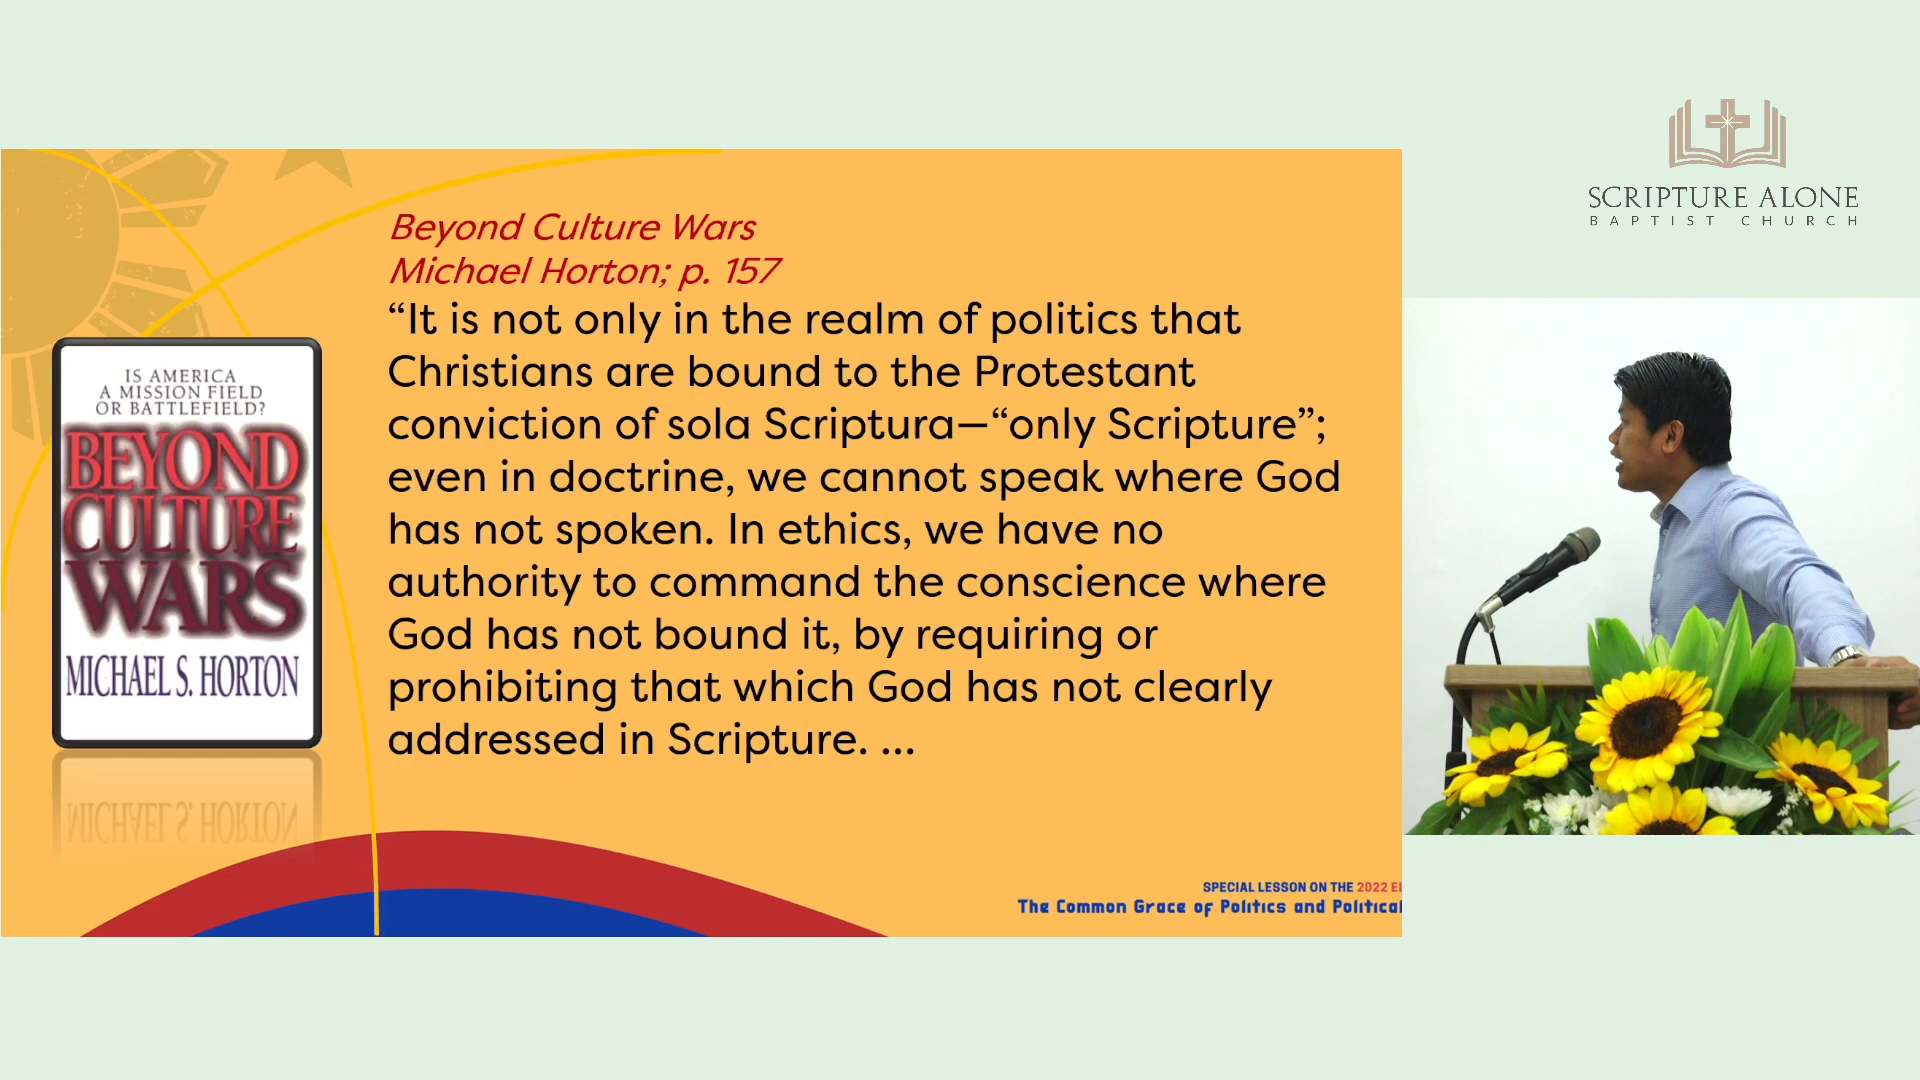 SCRIPTURE ALONE
BAPTIST CHURCH
Beyond Culture Wars
Michael Horton; p. 157
“It is not only in the realm of politics that
Christians are bound to the Protestant
conviction of sola Scriptura—“only Scripture”;
even in doctrine, we cannot speak where God
has not spoken. In ethics, we have no
authority to command the conscience where
God has not bound it, by requiring or
prohibiting that which God has not clearly
addressed in Scripture. ...
IS AMERICA
A MISSION FIELD
OR BATTLEFIELD?
BEYOND
CULTURE
WARS
MICHAEL S. HORTON
MICHAEL S. HORTON
SPECIAL LESSON ON THE 2022 EL
The Common Grace of Politics and Political